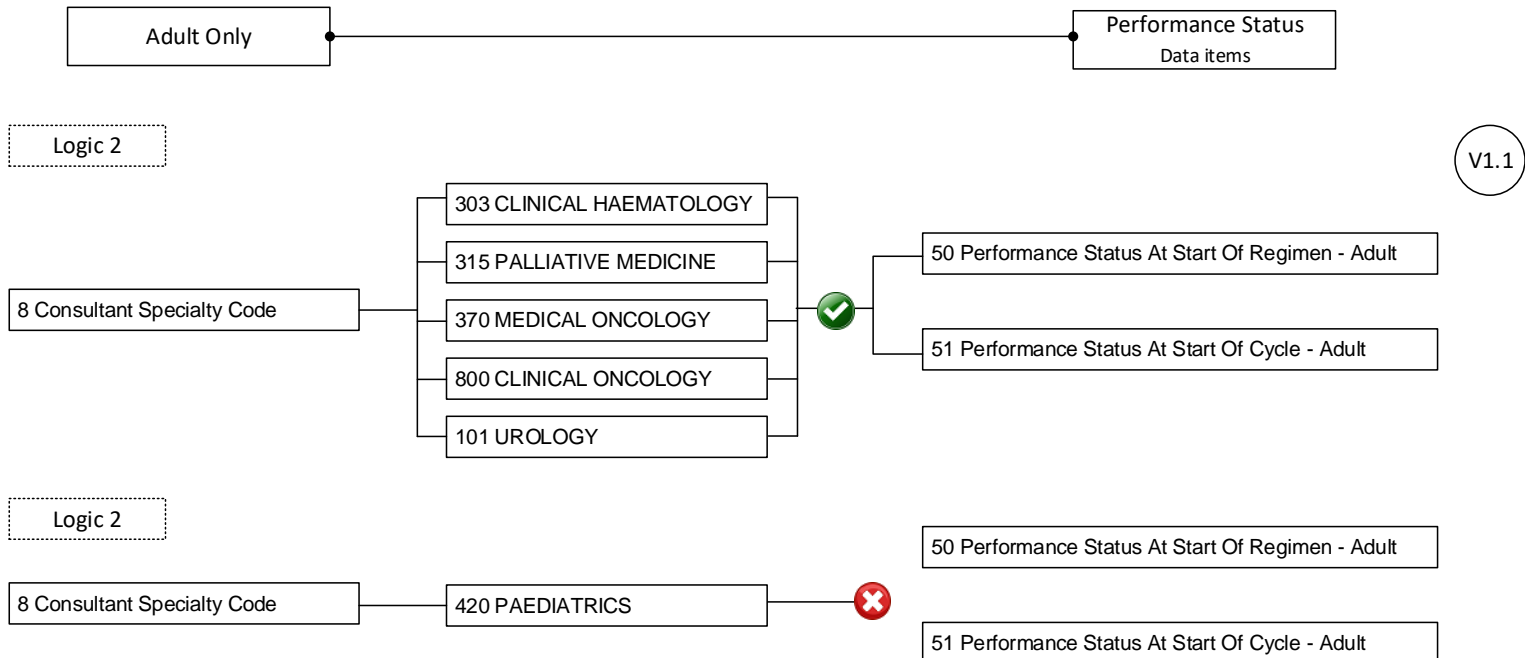 Adult Only
Performance Status
Data items
Logic 2
V1.1
303 CLINICAL HAEMATOLOGY
315 PALLIATIVE MEDICINE
50 Performance Status At Start Of Regimen - Adult
8 Consultant Specialty Code
370 MEDICAL ONCOLOGY
51 Performance Status At Start Of Cycle - Adult
800 CLINICAL ONCOLOGY
101 UROLOGY
Logic 2
50 Performance Status At Start Of Regimen - Adult
8 Consultant Specialty Code
420 PAEDIATRICS
51 Performance Status At Start Of Cycle - Adult